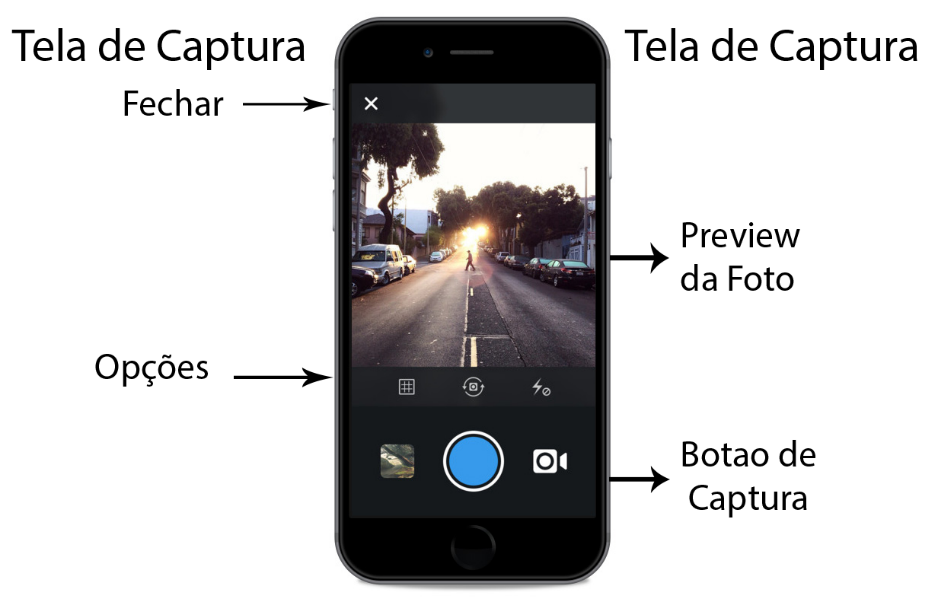 Tela de Captura
Tela de Captura
Fechar
Preview
da Foto
Opções
Botao de
Captura